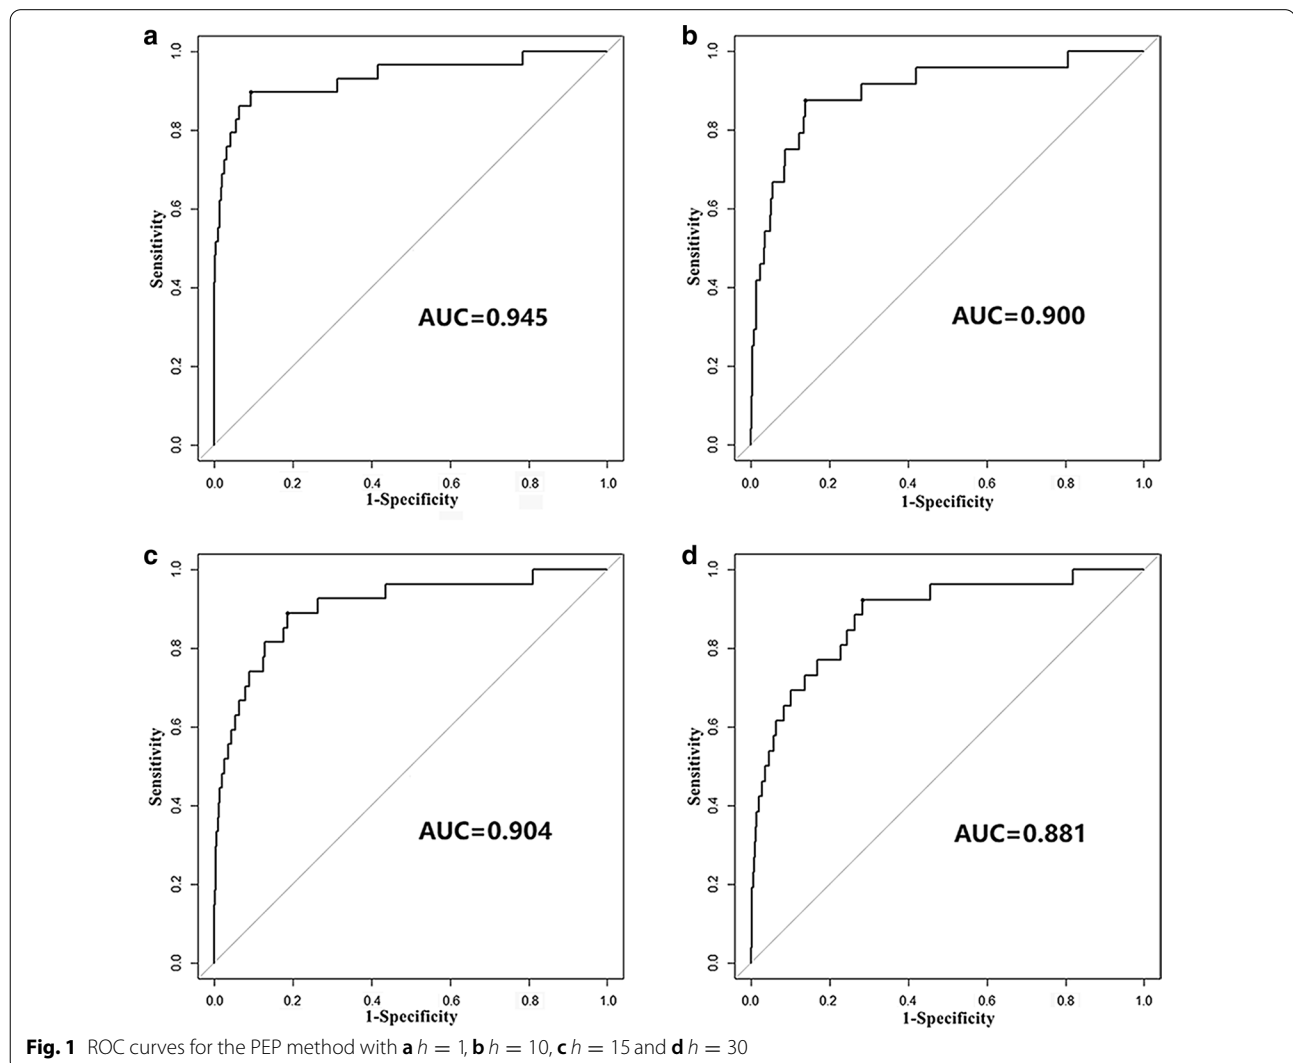 a
1.0
0.8
0.6
0.4
0.2
0.0
Sensitivity
AUC=0.945
0.0 0.2 0.4 0.6 0.8 1.0
1-Specificity
b
1.0
0.8
0.6
0.4
0.2
0.0
Sensitivity
AUC=0.900
0.0 0.2 0.4 0.6 0.8 1.0
1-Specificity
c
1.0
0.8
0.6
0.4
0.2
0.0
Sensitivity
AUC=0.904
0.0 0.2 0.4 0.6 0.8 1.0
1-Specificity
d
1.0
0.8
0.6
0.4
0.2
0.0
Sensitivity
AUC=0.881
0.0 0.2 0.4 0.6 0.8 1.0
1-Specificity
Fig. 1 ROC curves for the PEP method with a h = 1, b h = 10, c h = 15 and d h = 30